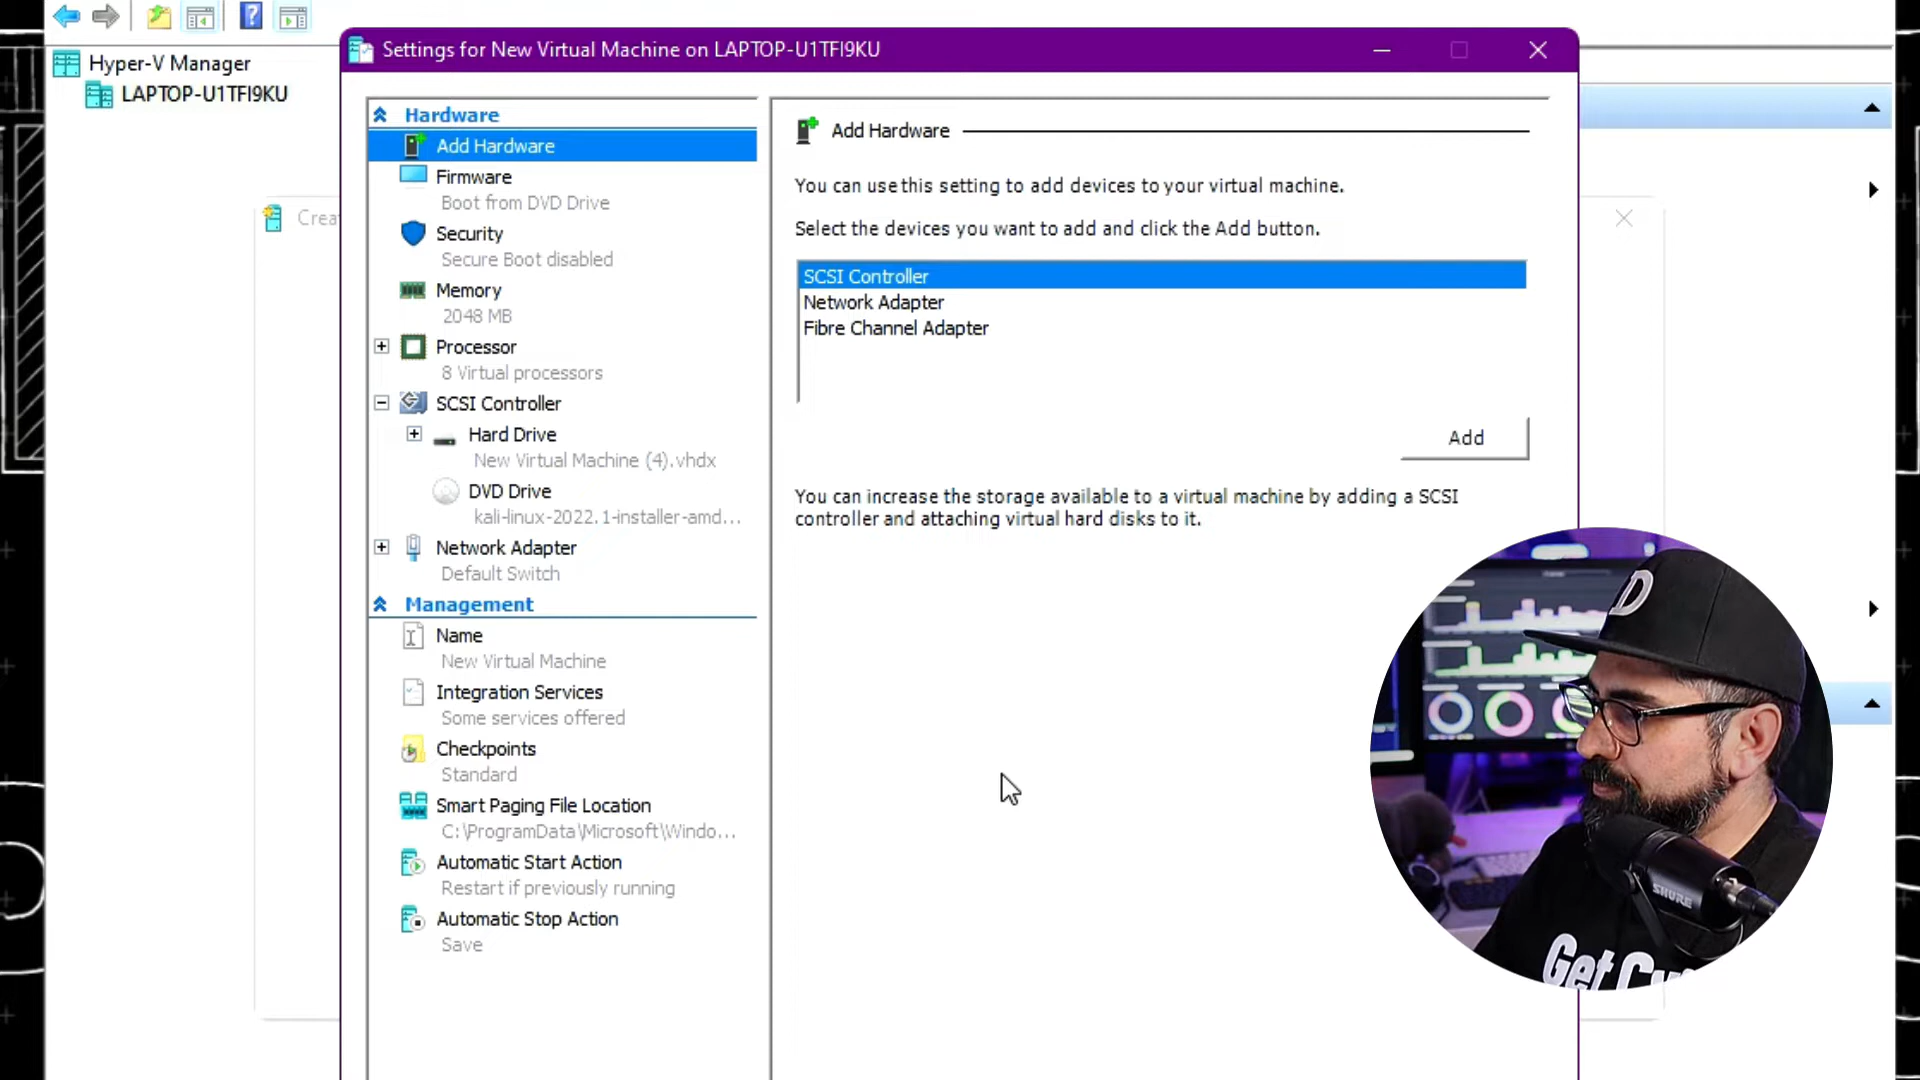 Settings for New Virtual Machine on LAPTOP-U1TFI9KU
Hyper-V Manager
LAPTOP-U1TFI9KU
Hardware
Add Hardware
Firmware
Boot from DVD Drive
Security
Secure Boot disabled
Memory
2048 MB
Processor
8 Virtual processors
SCSI Controller
Hard Drive
New Virtual Machine (4).vhdx
DVD Drive
kali-linux-2022.1-installer-amd...
Network Adapter
Default Switch
Management
Name
New Virtual Machine
Integration Services
Some services offered
Checkpoints
Standard
Smart Paging File Location
C:\ProgramData\Microsoft\Windo...
Automatic Start Action
Restart if previously running
Automatic Stop Action
Save
Add Hardware
You can use this setting to add devices to your virtual machine.
Select the devices you want to add and click the Add button.
SCSI Controller
Network Adapter
Fibre Channel Adapter
Add
You can increase the storage available to a virtual machine by adding a SCSI
controller and attaching virtual hard disks to it.
SHURE
Get